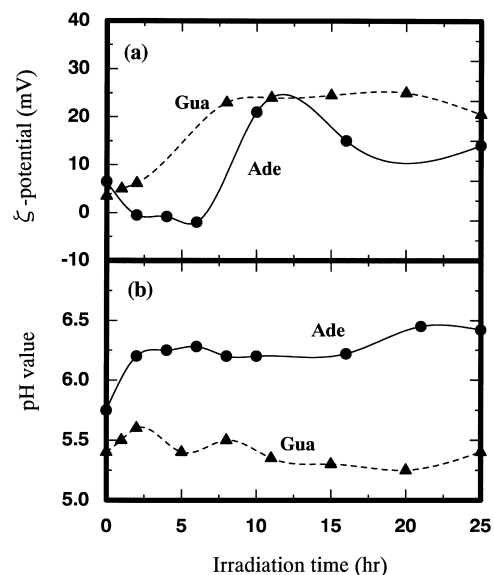 40
(a)
30
Gua
20
Ade
10
0
-10
ζ -potential (mV)
(b)
6.5
Ade
6.0
5.5
Gua
5.0
pH value
0 5 10 15 20 25
Irradiation time (hr)